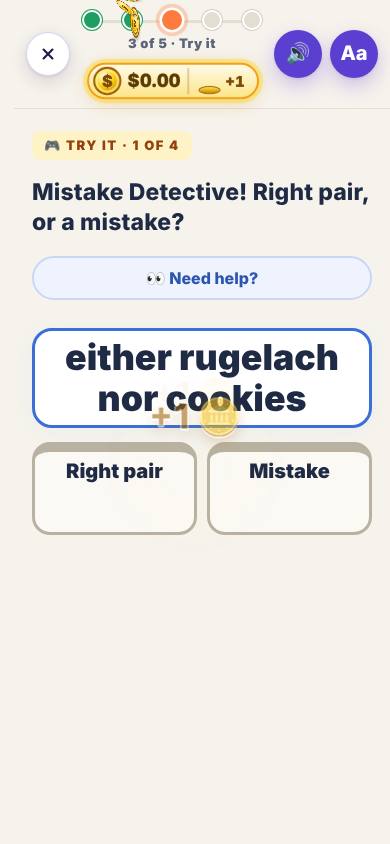 3 of 5 · Try it
$ $0.00 +1
Aa
🎮 TRY IT · 1 OF 4
Mistake Detective! Right pair,
or a mistake?
👀 Need help?
either rugelach
nor cookies
+1
Right pair
Mistake